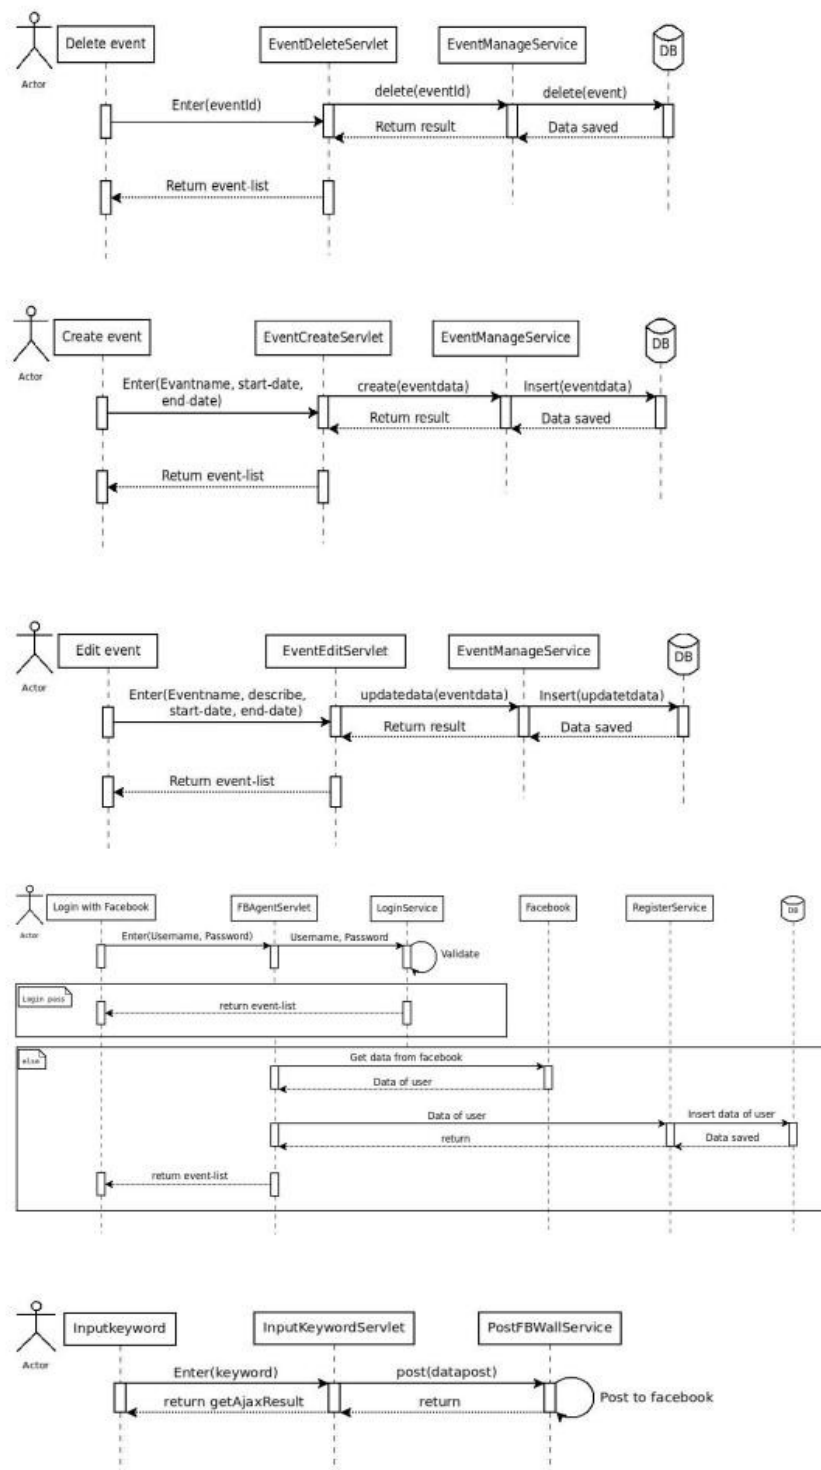 Delete event
EventDeleteServlet
EventManageService
DB
Actor
Enter(eventId)
delete(eventId)
delete(event)
Return result
Data saved
Return event-list
Create event
EventCreateServlet
EventManageService
DB
Actor
Enter(Evantname, start-date,
end-date)
create(eventdata)
Insert(eventdata)
Return result
Data saved
Return event-list
Edit event
EventEditServlet
EventManageService
DB
Actor
Enter(Eventname, describe,
start-date, end-date)
updatedata(eventdata)
Insert(updatetdata)
Return result
Data saved
Return event-list
Login with Facebook
FBAgentServlet
LoginService
Facebook
RegisterService
DB
Actor
Enter(Username, Password)
Username, Password
Validate
Login pass
return event-list
else
Get data from facebook
Data of user
Data of user
Insert data of user
return
Data saved
return event-list
Inputkeyword
InputKeywordServlet
PostFBWallService
Actor
Enter(keyword)
post(datapost)
return getAjaxResult
return
Post to facebook